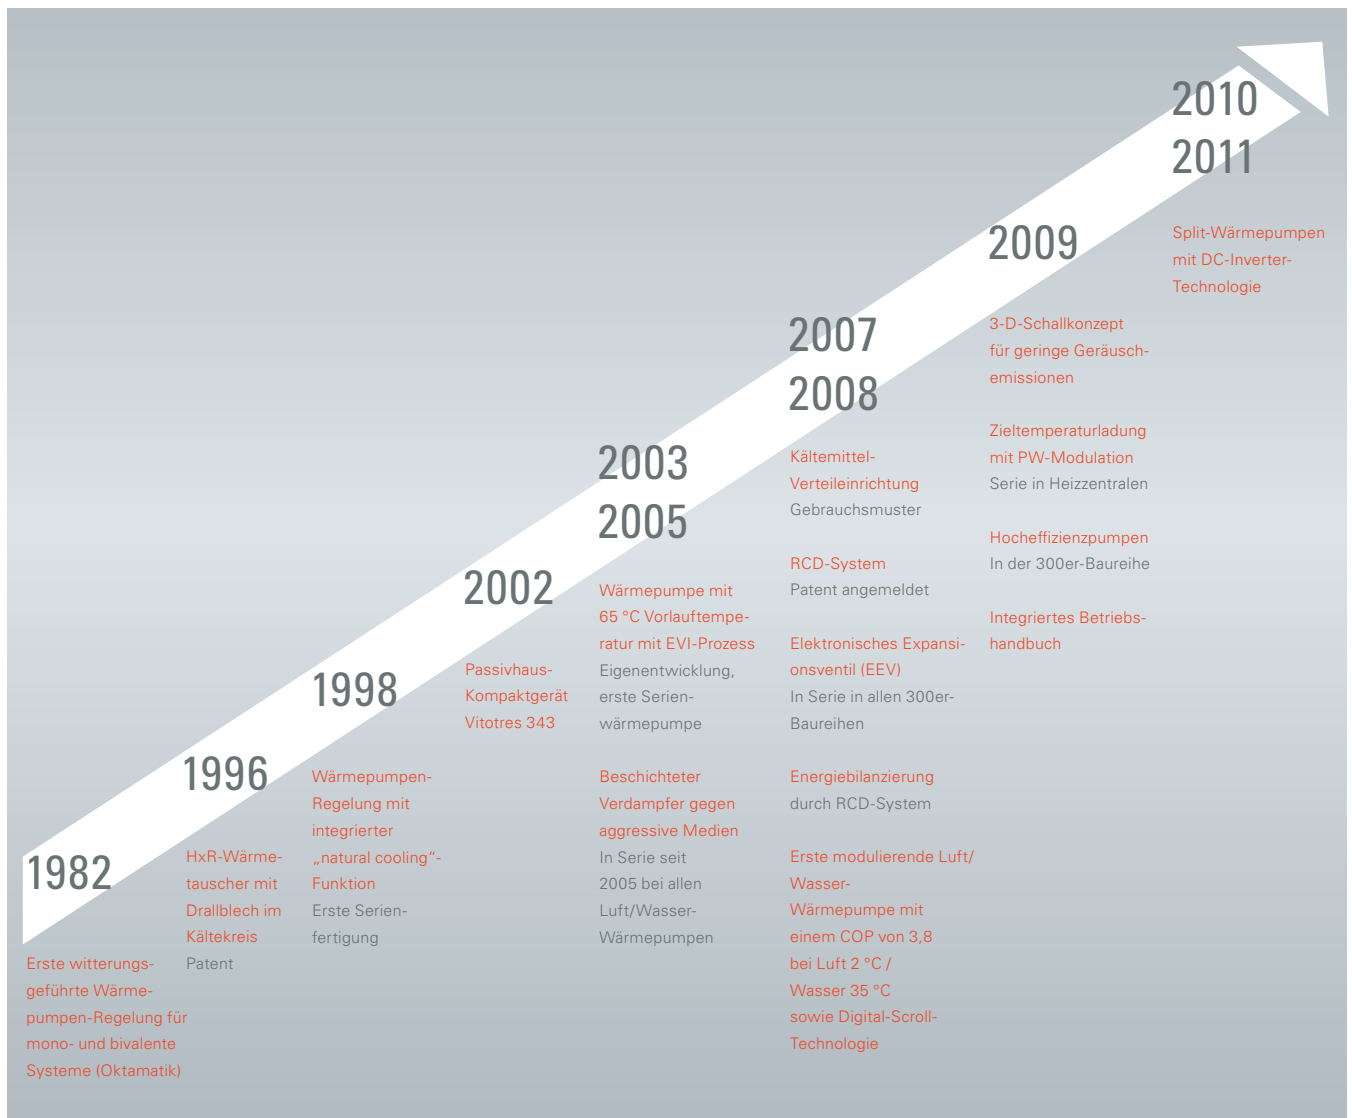 1982
Erste witterungs-
geführte Wärme-
pumpen-Regelung für
mono- und bivalente
Systeme (Oktamatik)
1996
HxR-Wärme-
tauscher mit
Drallblech im
Kältekreis
Patent
1998
Wärmepumpen-
Regelung mit
integrierter
„natural cooling“-
Funktion
Erste Serien-
fertigung
2002
Passivhaus-
Kompaktgerät
Vitotres 343
2003
2005
Wärmepumpe mit
65 °C Vorlauftempe-
ratur mit EVI-Prozess
Eigenentwicklung,
erste Serien-
wärmepumpe
Beschichteter
Verdampfer gegen
aggressive Medien
In Serie seit
2005 bei allen
Luft/Wasser-
Wärmepumpen
2007
2008
Kältemittel-
Verteileinrichtung
Gebrauchsmuster
RCD-System
Patent angemeldet
Elektronisches Expansi-
onsventil (EEV)
In Serie in allen 300er-
Baureihen
Energiebilanzierung
durch RCD-System
Erste modulierende Luft/
Wasser-
Wärmepumpe mit
einem COP von 3,8
bei Luft 2 °C /
Wasser 35 °C
sowie Digital-Scroll-
Technologie
2009
3-D-Schallkonzept
für geringe Geräusch-
emissionen
Zieltemperaturladung
mit PW-Modulation
Serie in Heizzentralen
Hocheffizienzpumpen
In der 300er-Baureihe
Integriertes Betriebs-
handbuch
2010
2011
Split-Wärmepumpen
mit DC-Inverter-
Technologie